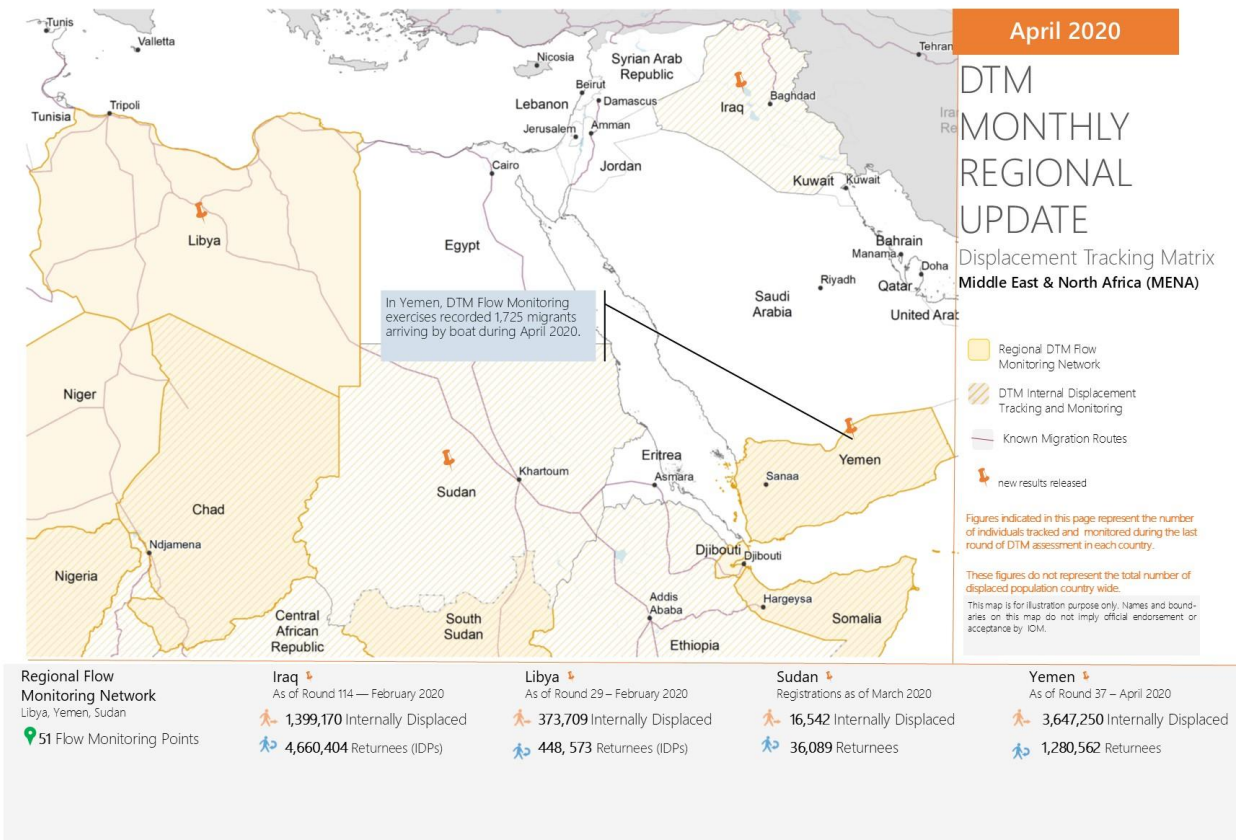 April 2020
DTM
MONTHLY
REGIONAL
UPDATE
Displacement Tracking Matrix
Middle East & North Africa (MENA)
Tunis
Valletta
Nicosia
Syrian Arab
Republic
Tehran
Beirut
Lebanon
Damascus
Iraq
Baghdad
Tunisia
Tripoli
Jerusalem
Amman
Jordan
Cairo
Kuwait
Kuwait
Libya
Egypt
Bahrain
Manama
Doha
Qatar
Riyadh
Saudi
Arabia
United Arab
In Yemen, DTM Flow Monitoring
exercises recorded 1,725 migrants
arriving by boat during April 2020.
Niger
Chad
Ndjamena
Nigeria
Sudan
Khartoum
Eritrea
Asmara
Yemen
Sanaa
Djibouti
Djibouti
Central
African
Republic
South
Sudan
Addis
Ababa
Ethiopia
Hargeysa
Somalia
Regional DTM Flow
Monitoring Network
DTM Internal Displacement
Tracking and Monitoring
Known Migration Routes
new results released
Figures indicated in this page represent the number
of individuals tracked and monitored during the last
round of DTM assessment in each country.
These figures do not represent the total number of
displaced population country wide.
This map is for illustration purpose only. Names and bound-
aries on this map do not imply official endorsement or
acceptance by IOM.
Regional Flow
Monitoring Network
Libya, Yemen, Sudan
51 Flow Monitoring Points
Iraq
As of Round 114 — February 2020
1,399,170 Internally Displaced
4,660,404 Returnees (IDPs)
Libya
As of Round 29 – February 2020
373,709 Internally Displaced
448, 573 Returnees (IDPs)
Sudan
Registrations as of March 2020
16,542 Internally Displaced
36,089 Returnees
Yemen
As of Round 37 – April 2020
3,647,250 Internally Displaced
1,280,562 Returnees